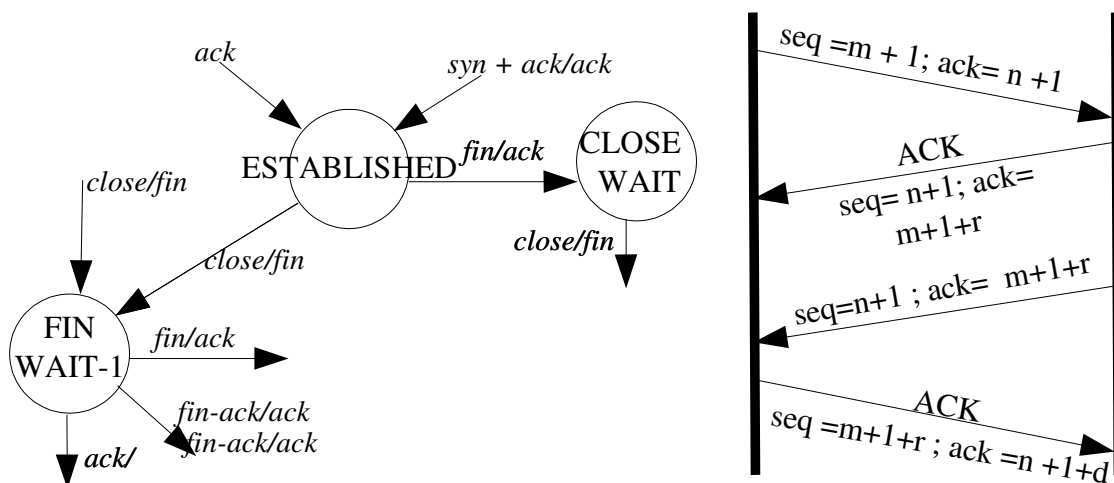 ack
syn + ack/ack
ESTABLISHED
fin/ack
CLOSE
WAIT
close/fin
close/fin
close/fin
FIN
WAIT-1
fin/ack
fin-ack/ack
fin-ack/ack
ack/
seq =m + 1; ack= n +1
ACK
seq= n+1; ack=
m+1+r
seq=n+1 ; ack= m+1+r
ACK
seq =m+1+r ; ack =n +1+d